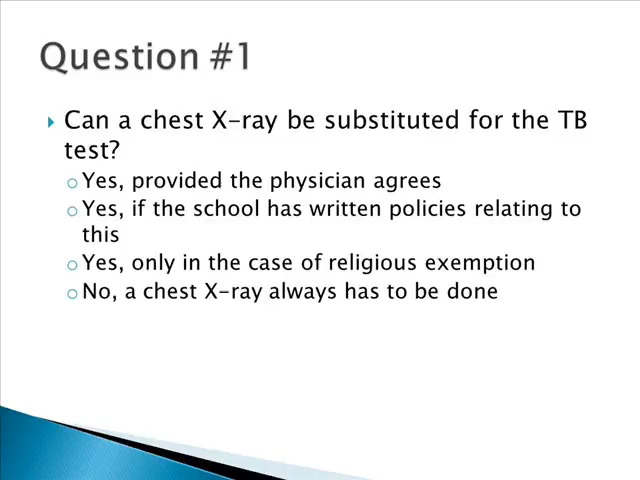 Question #1
Can a chest X-ray be substituted for the TB
test?
Yes, provided the physician agrees
Yes, if the school has written policies relating to
this
Yes, only in the case of religious exemption
No, a chest X-ray always has to be done